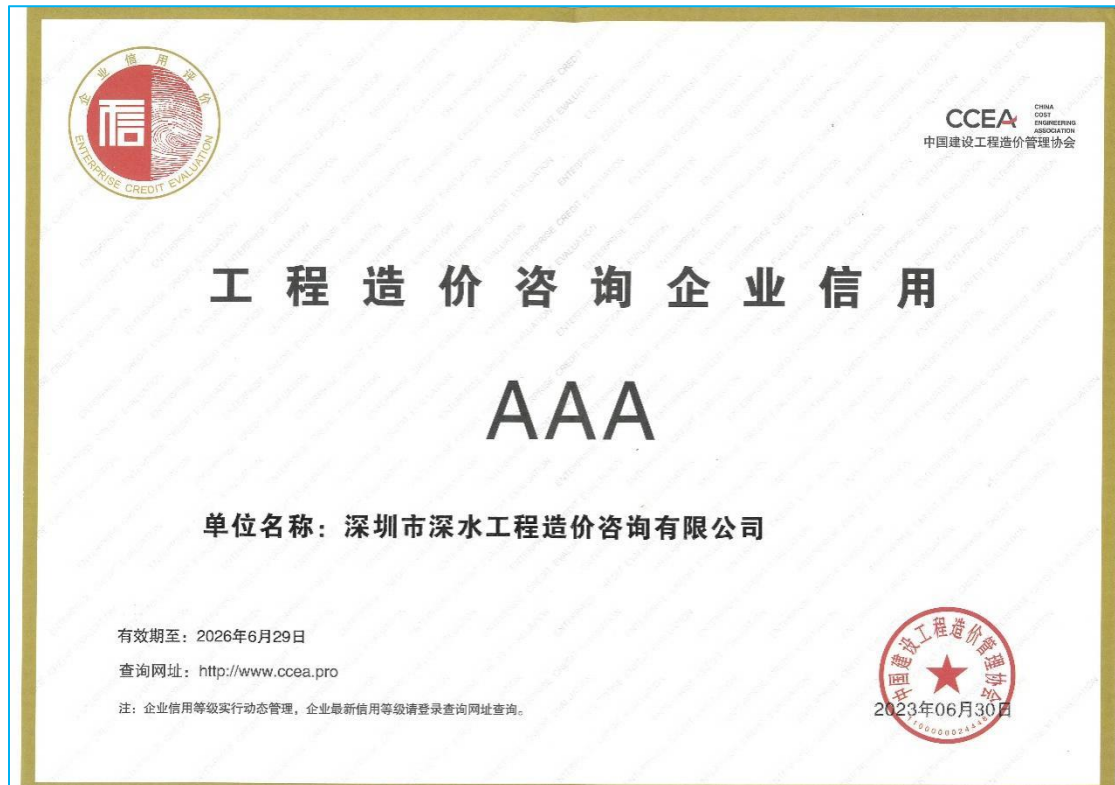 企业信用评价
信
ENTERPRISE CREDIT EVALUATION
CCEA
CHINA
COST
ENGINEERING
ASSOCIATION
中国建设工程造价管理协会
工程造价咨询企业信用
AAA
单位名称：深圳市深水工程造价咨询有限公司
有效期至：2026年6月29日
查询网址：http://www.ccea.pro
注：企业信用等级实行动态管理，企业最新信用等级请登录查询网址查询。
中国建设工程造价管理协会
2023年06月30日